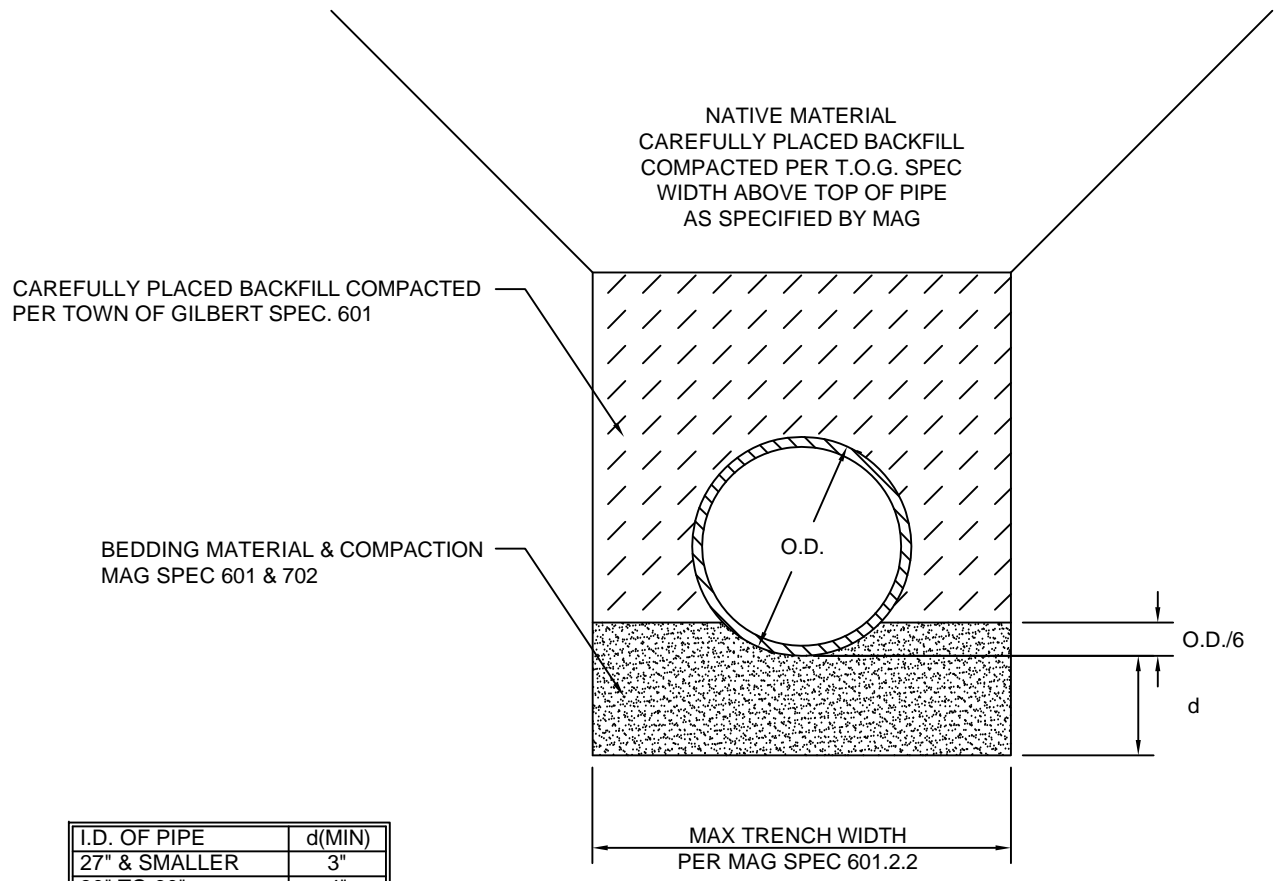 NATIVE MATERIAL
CAREFULLY PLACED BACKFILL
COMPACTED PER T.O.G. SPEC
WIDTH ABOVE TOP OF PIPE
AS SPECIFIED BY MAG
CAREFULLY PLACED BACKFILL COMPACTED
PER TOWN OF GILBERT SPEC. 601
BEDDING MATERIAL & COMPACTION
MAG SPEC 601 & 702
O.D.
O.D./6
d
MAX TRENCH WIDTH
PER MAG SPEC 601.2.2
I.D. OF PIPE d(MIN)
27" & SMALLER 3"